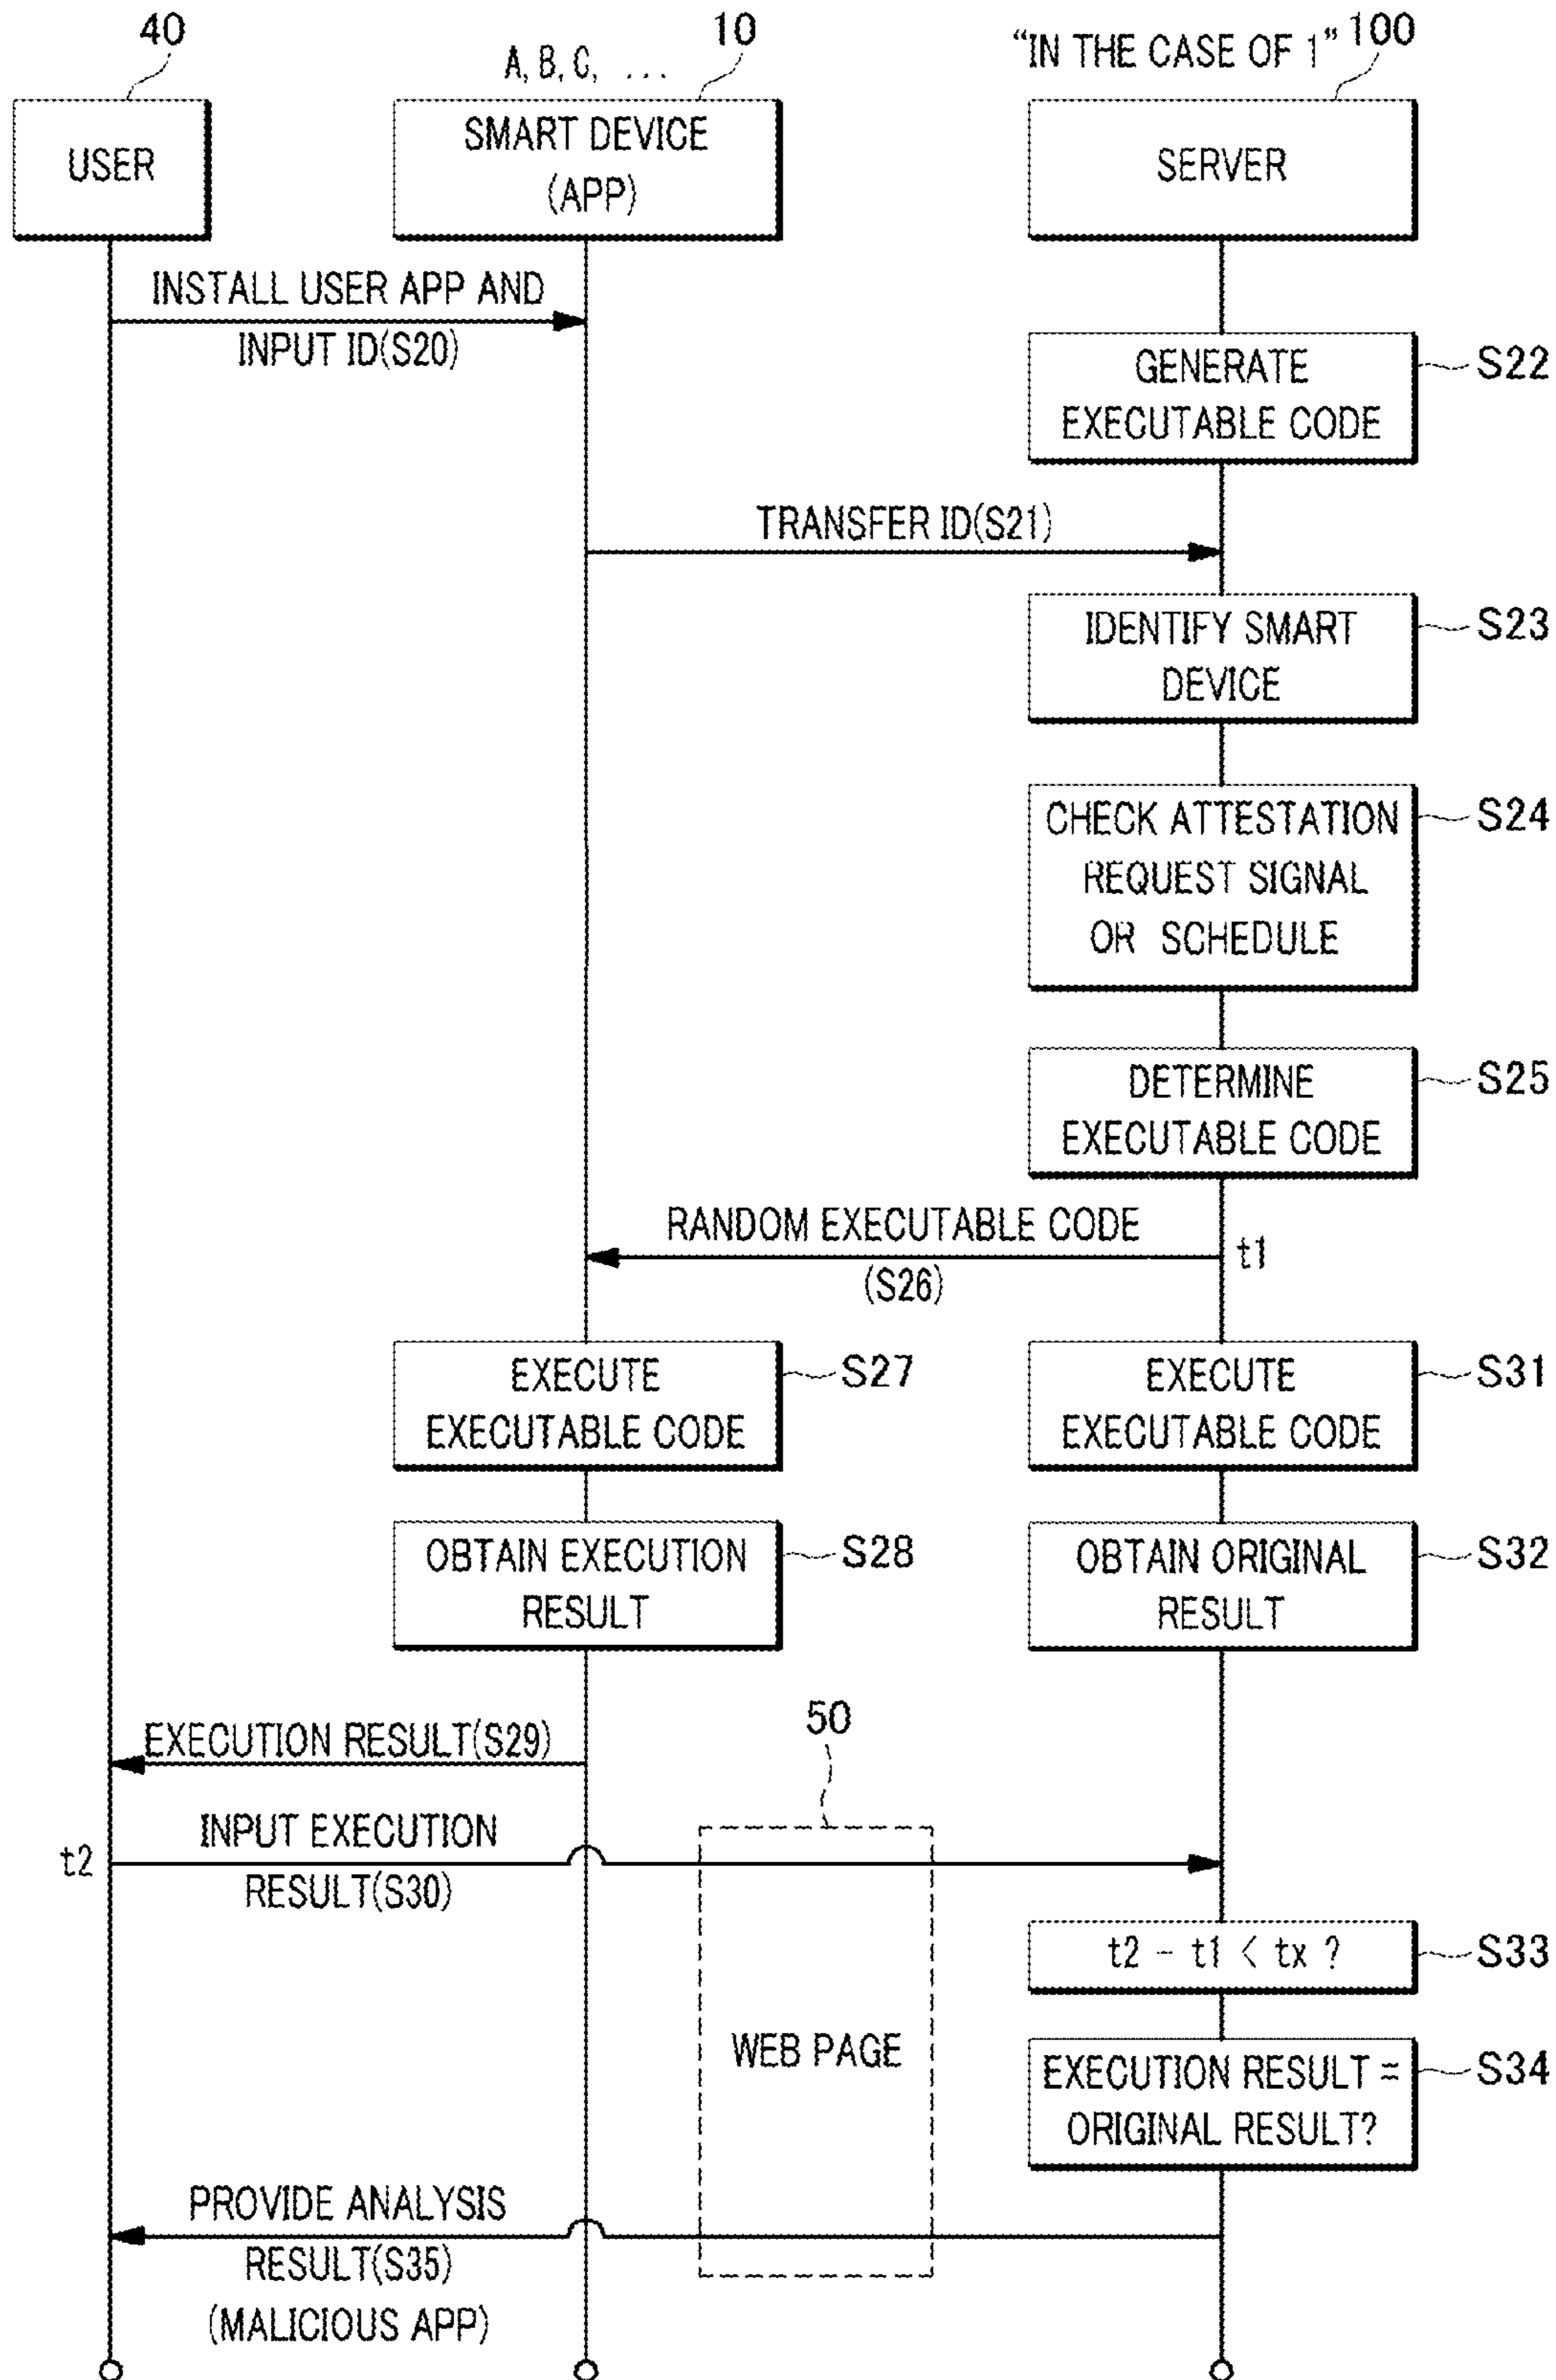 40
10
"IN THE CASE OF 1" 100
A, B, C, ...
USER
SMART DEVICE
(APP)
SERVER
INSTALL USER APP AND
INPUT ID(S20)
GENERATE
EXECUTABLE CODE
S22
TRANSFER ID(S21)
IDENTIFY SMART
DEVICE
S23
CHECK ATTESTATION
REQUEST SIGNAL
OR SCHEDULE
S24
DETERMINE
EXECUTABLE CODE
S25
RANDOM EXECUTABLE CODE
(S26)
t1
EXECUTE
EXECUTABLE CODE
S27
EXECUTE
EXECUTABLE CODE
S31
OBTAIN EXECUTION
RESULT
S28
OBTAIN ORIGINAL
RESULT
S32
EXECUTION RESULT(S29)
50
t2
INPUT EXECUTION
RESULT(S30)
t2 - t1 < tx ?
S33
WEB PAGE
EXECUTION RESULT =
ORIGINAL RESULT?
S34
PROVIDE ANALYSIS
RESULT(S35)
(MALICIOUS APP)